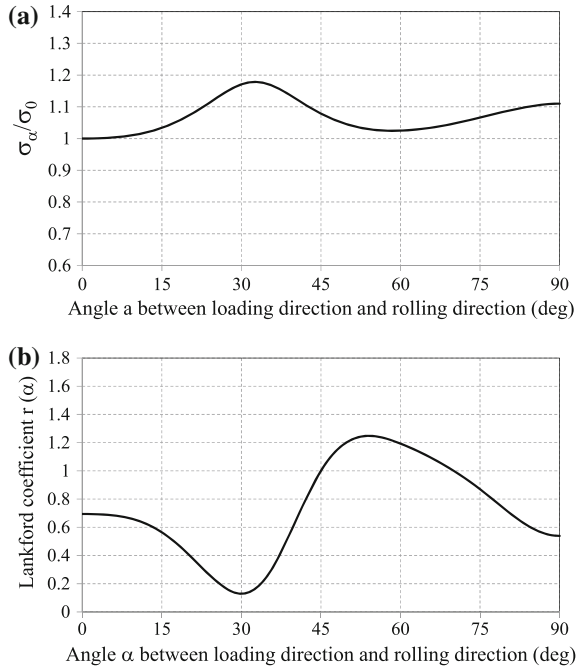 (a)
1.4
1.3
1.2
1.1
1
0.9
0.8
0.7
0.6
σα/σ0
0 15 30 45 60 75 90
Angle a between loading direction and rolling direction (deg)
(b)
1.8
1.6
1.4
1.2
1
0.8
0.6
0.4
0.2
0
Lankford coefficient r (α)
0 15 30 45 60 75 90
Angle α between loading direction and rolling direction (deg)